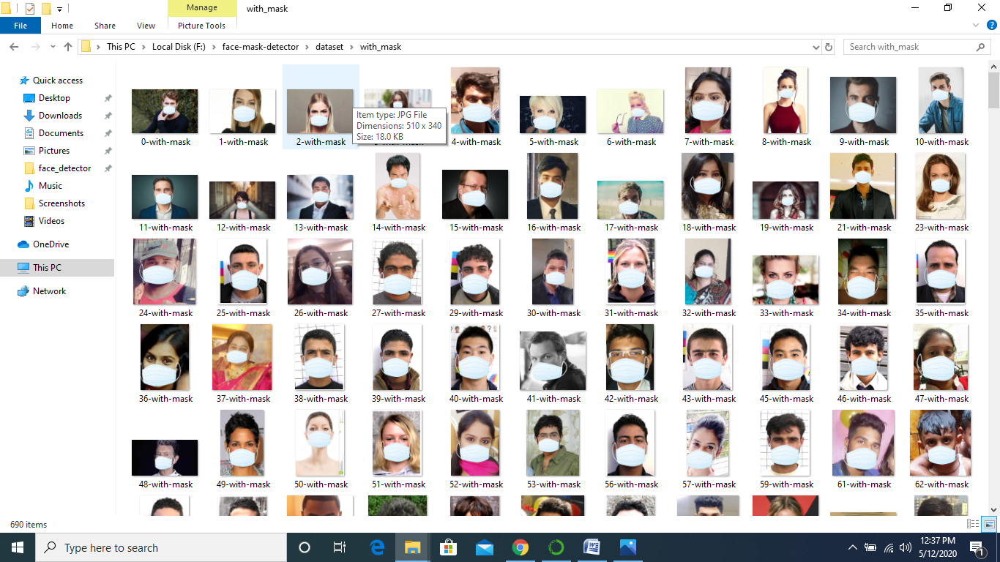 Manage
with_mask
File
Home
Share
View
Picture Tools
This PC
Local Disk (F:)
face-mask-detector
dataset
with_mask
Search with_mask
Quick access
Desktop
Downloads
Documents
Pictures
face_detector
Music
Screenshots
Videos
OneDrive
This PC
Network
Item type: JPG File
Dimensions: 510 x 340
Size: 18.0 KB
0-with-mask
1-with-mask
2-with-mask
4-with-mask
5-with-mask
6-with-mask
7-with-mask
8-with-mask
9-with-mask
10-with-mask
11-with-mask
12-with-mask
13-with-mask
14-with-mask
15-with-mask
16-with-mask
17-with-mask
18-with-mask
19-with-mask
21-with-mask
23-with-mask
24-with-mask
25-with-mask
26-with-mask
27-with-mask
29-with-mask
30-with-mask
31-with-mask
32-with-mask
33-with-mask
34-with-mask
35-with-mask
36-with-mask
37-with-mask
38-with-mask
39-with-mask
40-with-mask
41-with-mask
42-with-mask
43-with-mask
45-with-mask
46-with-mask
47-with-mask
48-with-mask
49-with-mask
50-with-mask
51-with-mask
52-with-mask
53-with-mask
56-with-mask
57-with-mask
59-with-mask
61-with-mask
62-with-mask
690 items
Type here to search
12:37 PM
5/12/2020
1